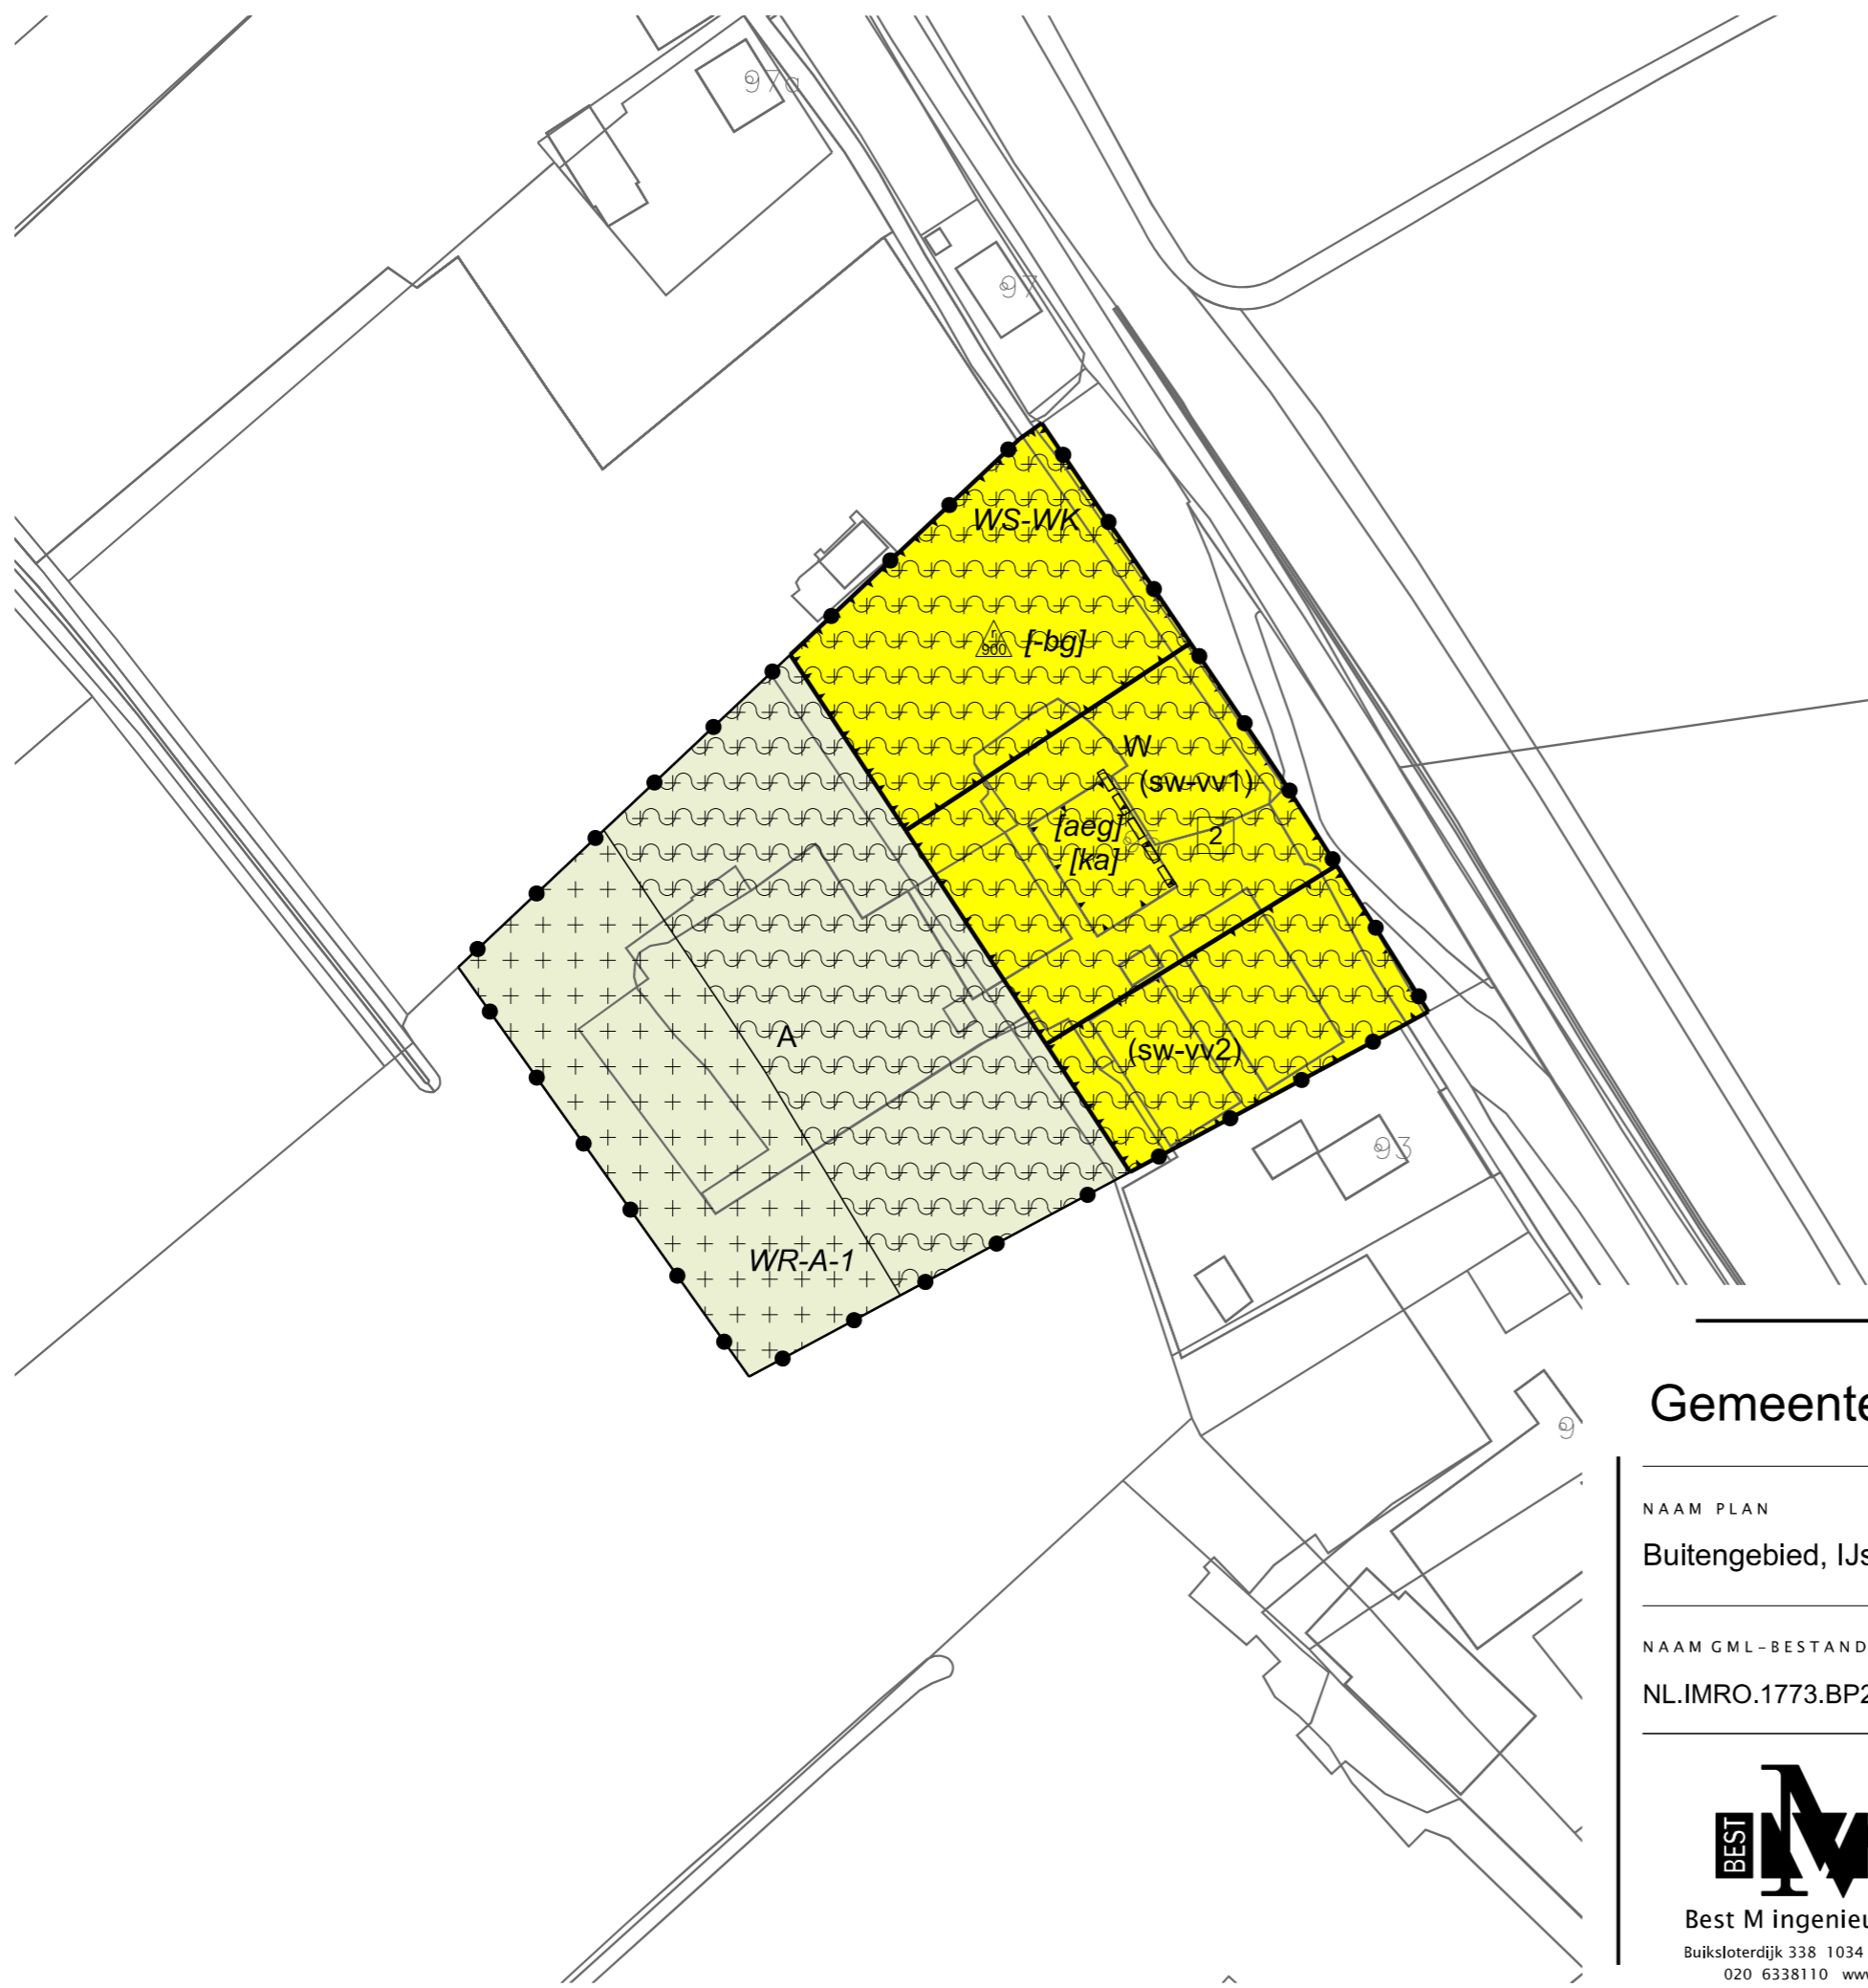 97a
97
WS-WK
r
900
[-bg]
W
(sw-vv1)
[aeg]
2
[ka]
A
(sw-vv2)
93
WR-A-1
Gemeente
9
NAAM PLAN
Buitengebied, IJs
NAAM GML-BESTAND
NL.IMRO.1773.BP2
BEST
M
Best M ingenieu
Buiksloterdijk 338 1034
020 6338110 www